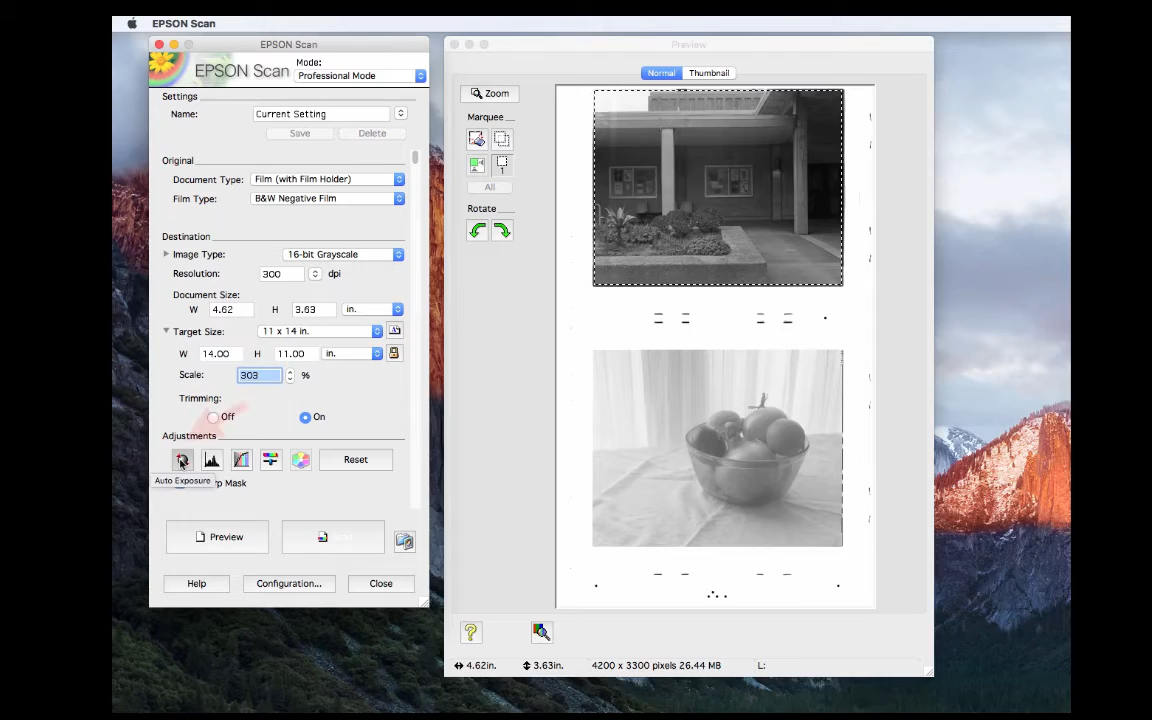 EPSON Scan
EPSON Scan
EPSON Scan
Mode:
Professional Mode
Settings
Name:
Current Setting
Save
Delete
Original
Document Type:
Film (with Film Holder)
Film Type:
B&W Negative Film
Destination
Image Type:
16-bit Grayscale
Resolution:
300
dpi
Document Size:
W
4.62
H
3.63
in.
Target Size:
11 x 14 in.
W
14.00
H
11.00
in.
Scale:
303
%
Trimming:
Off
On
Adjustments
Reset
Auto Exposure
rp Mask
Preview
Help
Configuration...
Close
Preview
Normal
Thumbnail
Zoom
Marquee
1
All
Rotate
4.62in.
3.63in.
4200 x 3300 pixels 26.44 MB
L: